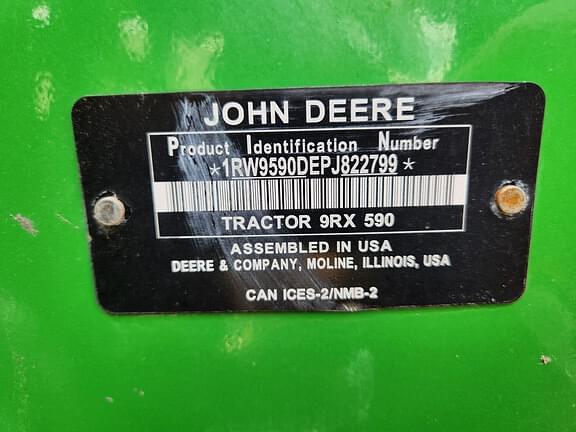 JOHN DEERE
Product Identification Number
*1RW9590DEPJ822799*
TRACTOR 9RX 590
ASSEMBLED IN USA
DEERE & COMPANY, MOLINE, ILLINOIS, USA
CAN ICES-2/NMB-2